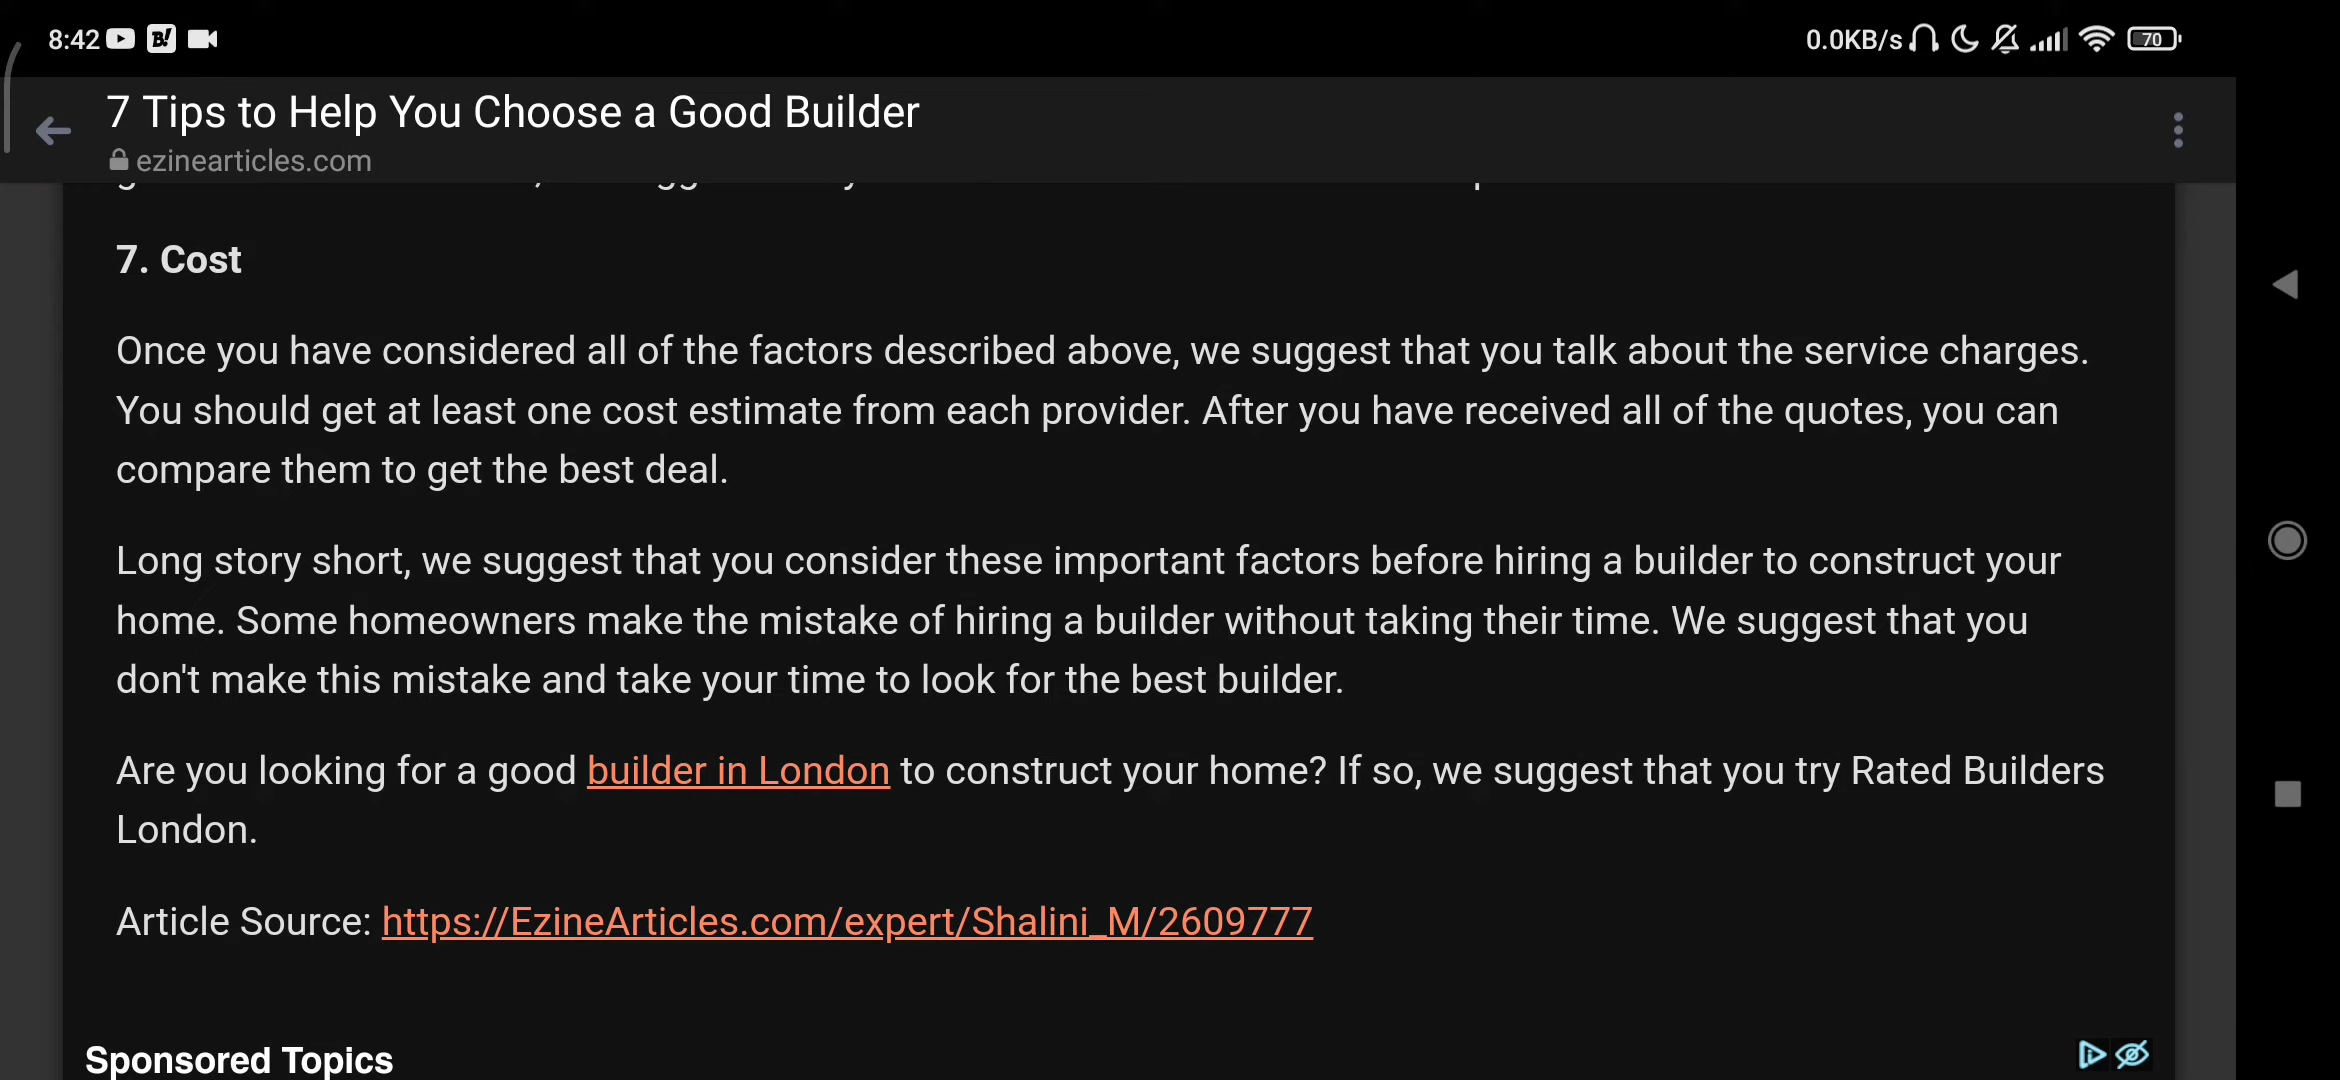 8:42
0.0KB/s
70
7 Tips to Help You Choose a Good Builder
ezinearticles.com
7. Cost
Once you have considered all of the factors described above, we suggest that you talk about the service charges.
You should get at least one cost estimate from each provider. After you have received all of the quotes, you can
compare them to get the best deal.
Long story short, we suggest that you consider these important factors before hiring a builder to construct your
home. Some homeowners make the mistake of hiring a builder without taking their time. We suggest that you
don't make this mistake and take your time to look for the best builder.
Are you looking for a good builder in London to construct your home? If so, we suggest that you try Rated Builders
London.
Article Source: https://EzineArticles.com/expert/Shalini_M/2609777
Sponsored Topics